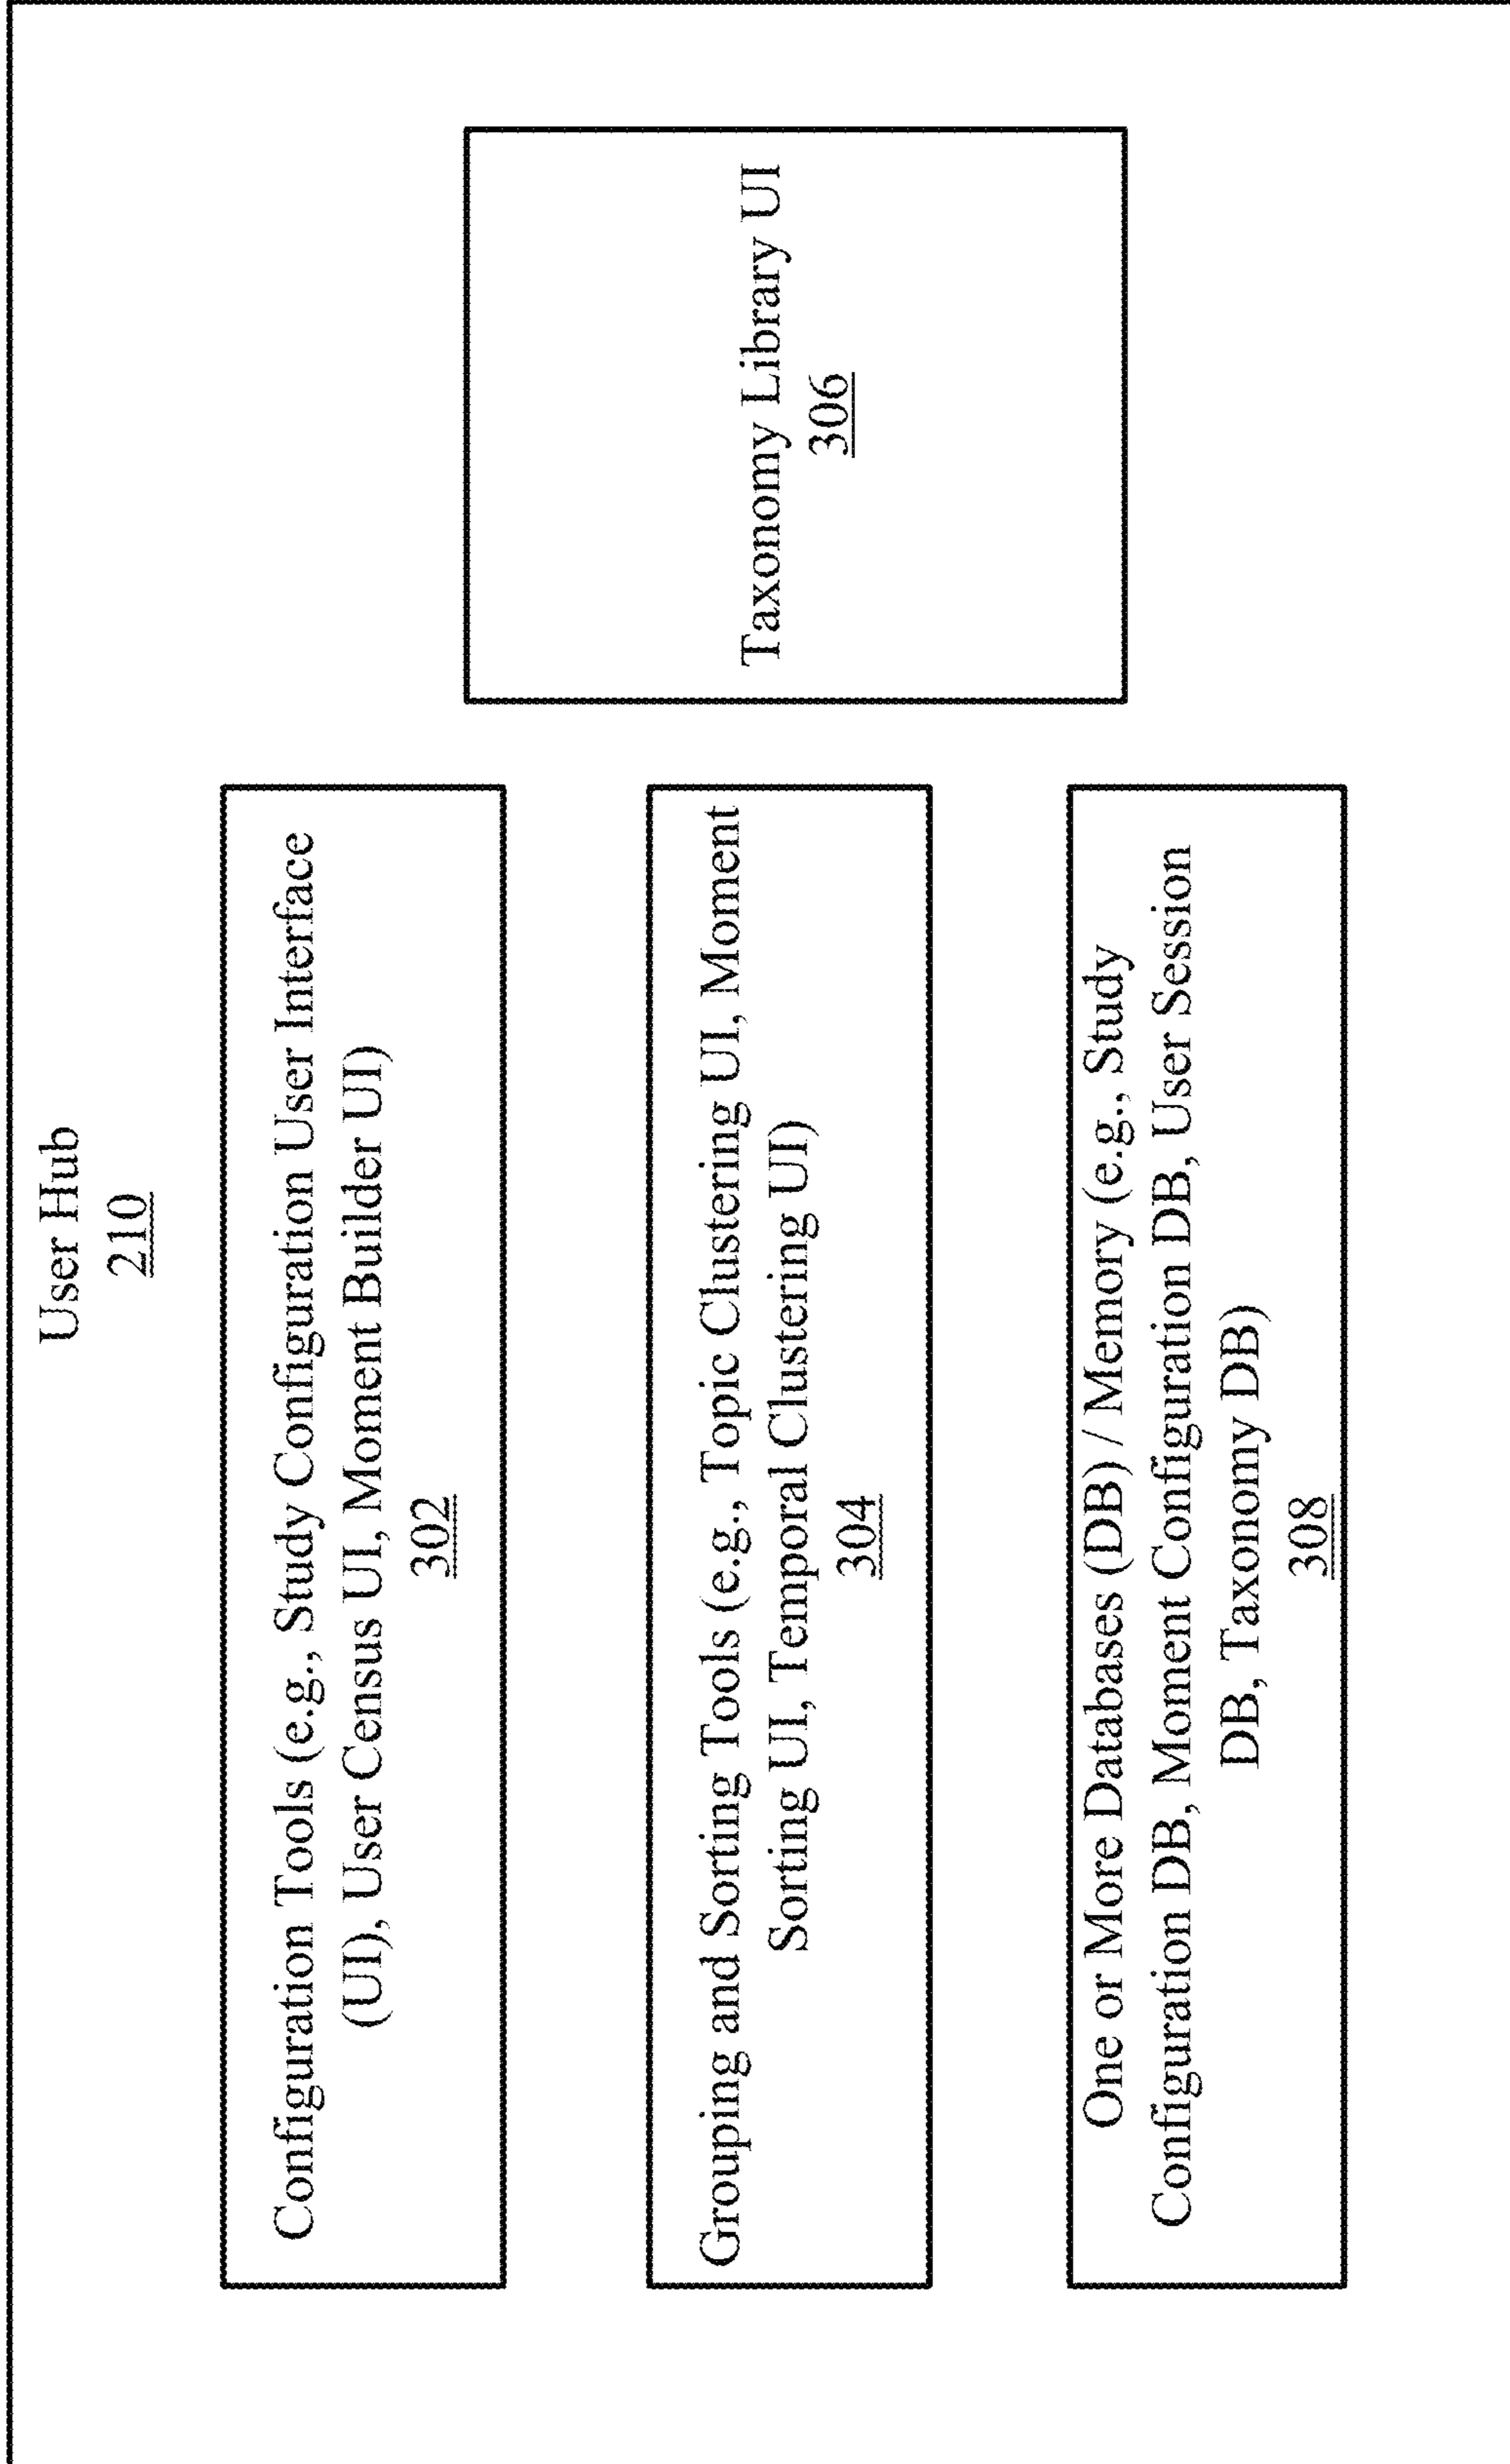 User Hub
210
Configuration Tools (e.g., Study Configuration User Interface
(UI), User Census UI, Moment Builder UI)
302
Grouping and Sorting Tools (e.g., Topic Clustering UI, Moment
Sorting UI, Temporal Clustering UI)
304
One or More Databases (DB) / Memory (e.g., Study
Configuration DB, Moment Configuration DB, User Session
DB, Taxonomy DB)
308
Taxonomy Library UI
306